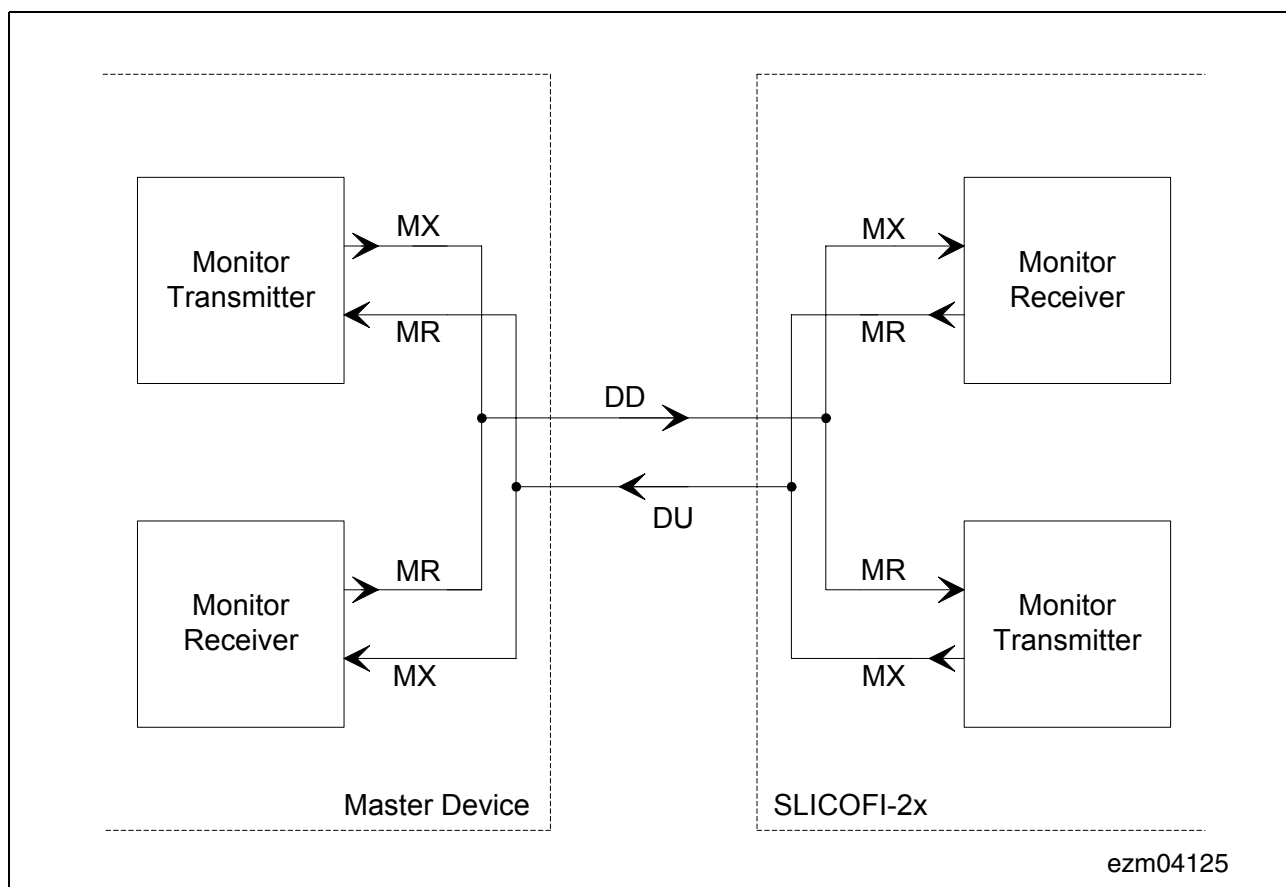 Monitor
Transmitter
MX
MR
MX
MR
Monitor
Receiver
DD
DU
Monitor
Receiver
MR
MX
MR
MX
Monitor
Transmitter
Master Device
SLICOFI-2x
ezm04125